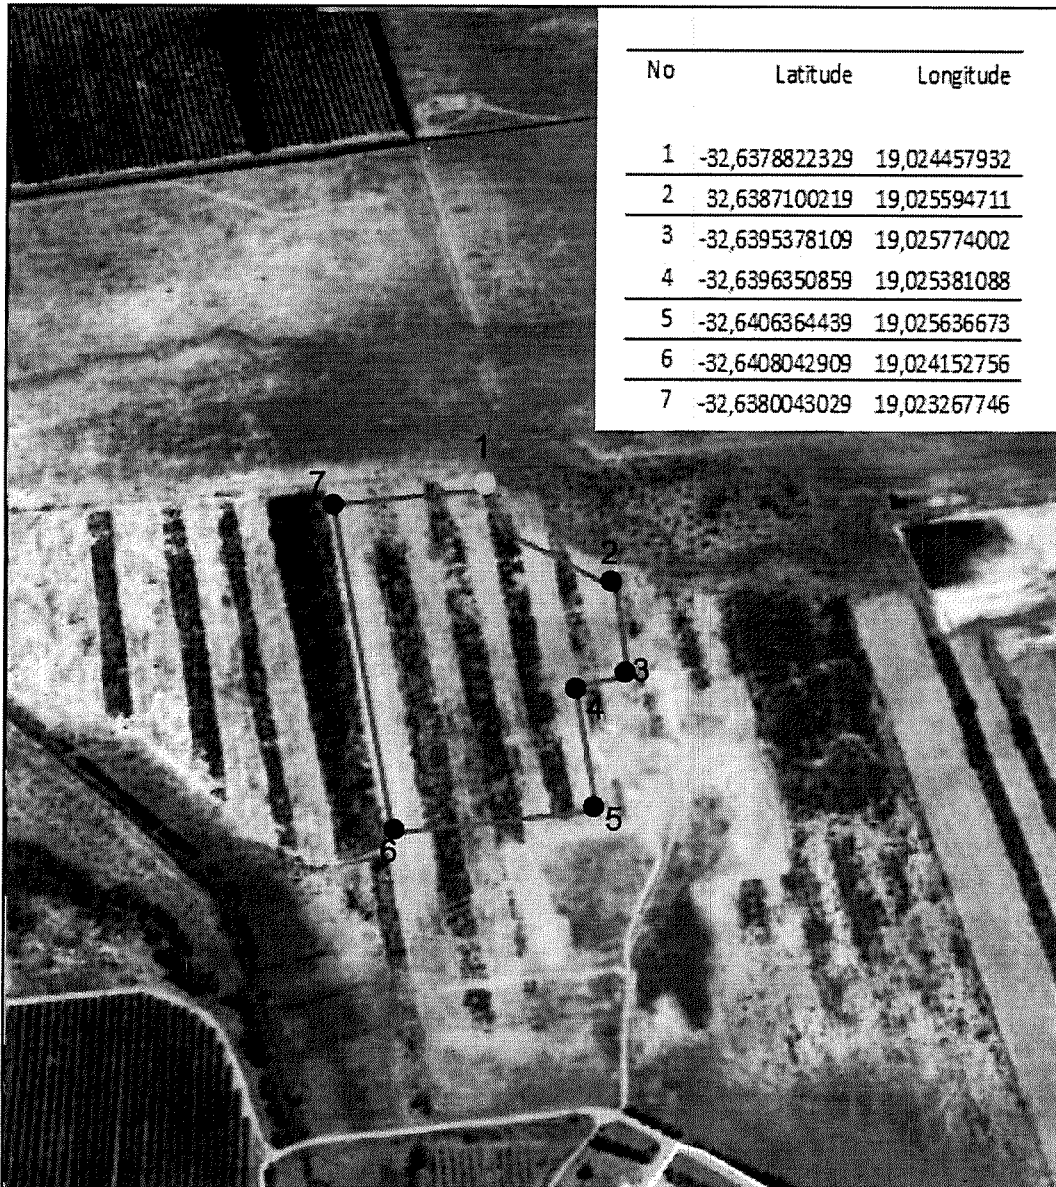 No Latitude Longitude
1 -32,6378822329 19,024457932
2 32,6387100219 19,025594711
3 -32,6395378109 19,025774002
4 -32,6396350859 19,025381088
5 -32,6406364439 19,025636673
6 -32,6408042909 19,024152756
7 -32,6380043029 19,023267746
1
7
2
3
4
5
6